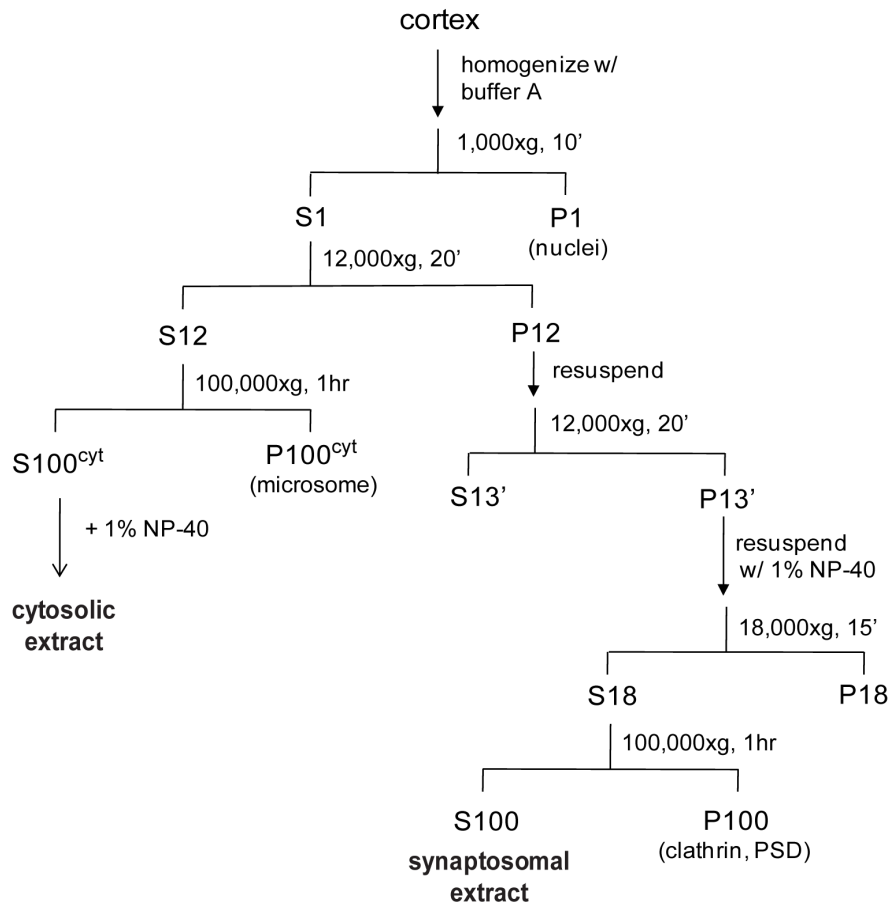 cortex
homogenize w/
buffer A
1,000xg, 10’
S1
P1
(nuclei)
12,000xg, 20’
S12
P12
resuspend
100,000xg, 1hr
12,000xg, 20’
S100cyt
P100cyt
(microsome)
S13’
P13’
+ 1% NP-40
resuspend
w/ 1% NP-40
cytosolic
extract
18,000xg, 15’
S18
P18
100,000xg, 1hr
S100
P100
(clathrin, PSD)
synaptosomal
extract